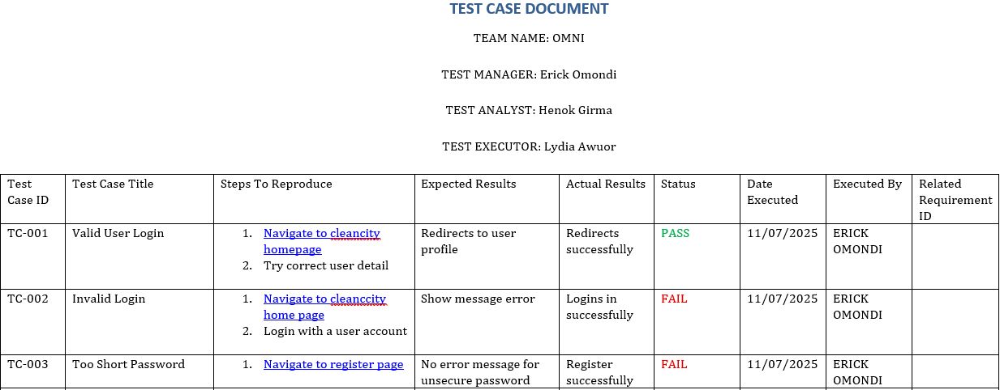 TEST CASE DOCUMENT
TEAM NAME: OMNI
TEST MANAGER: Erick Omondi
TEST ANALYST: Henok Girma
TEST EXECUTOR: Lydia Awuor
Test Case ID
Test Case Title
Steps To Reproduce
Expected Results
Actual Results
Status
Date Executed
Executed By
Related Requirement ID
TC-001
Valid User Login
1. Navigate to cleancity
homepage
2. Try correct user detail
Redirects to user
profile
Redirects
successfully
PASS
11/07/2025
ERICK
OMONDI
TC-002
Invalid Login
1. Navigate to cleanccity
home page
2. Login with a user account
Show message error
Logins in
successfully
FAIL
11/07/2025
ERICK
OMONDI
TC-003
Too Short Password
1. Navigate to register page
No error message for
unsecure password
Register
successfully
FAIL
11/07/2025
ERICK
OMONDI